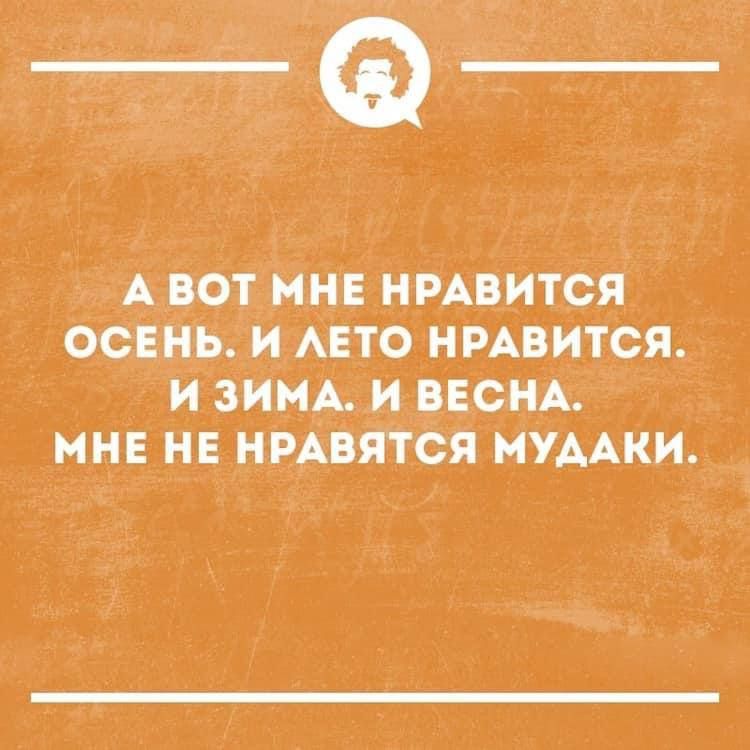 А ВОТ МНЕ НРАВИТСЯ
ОСЕНЬ. И ЛЕТО НРАВИТСЯ.
И ЗИМА. И ВЕСНА.
МНЕ НЕ НРАВЯТСЯ МУДАКИ.